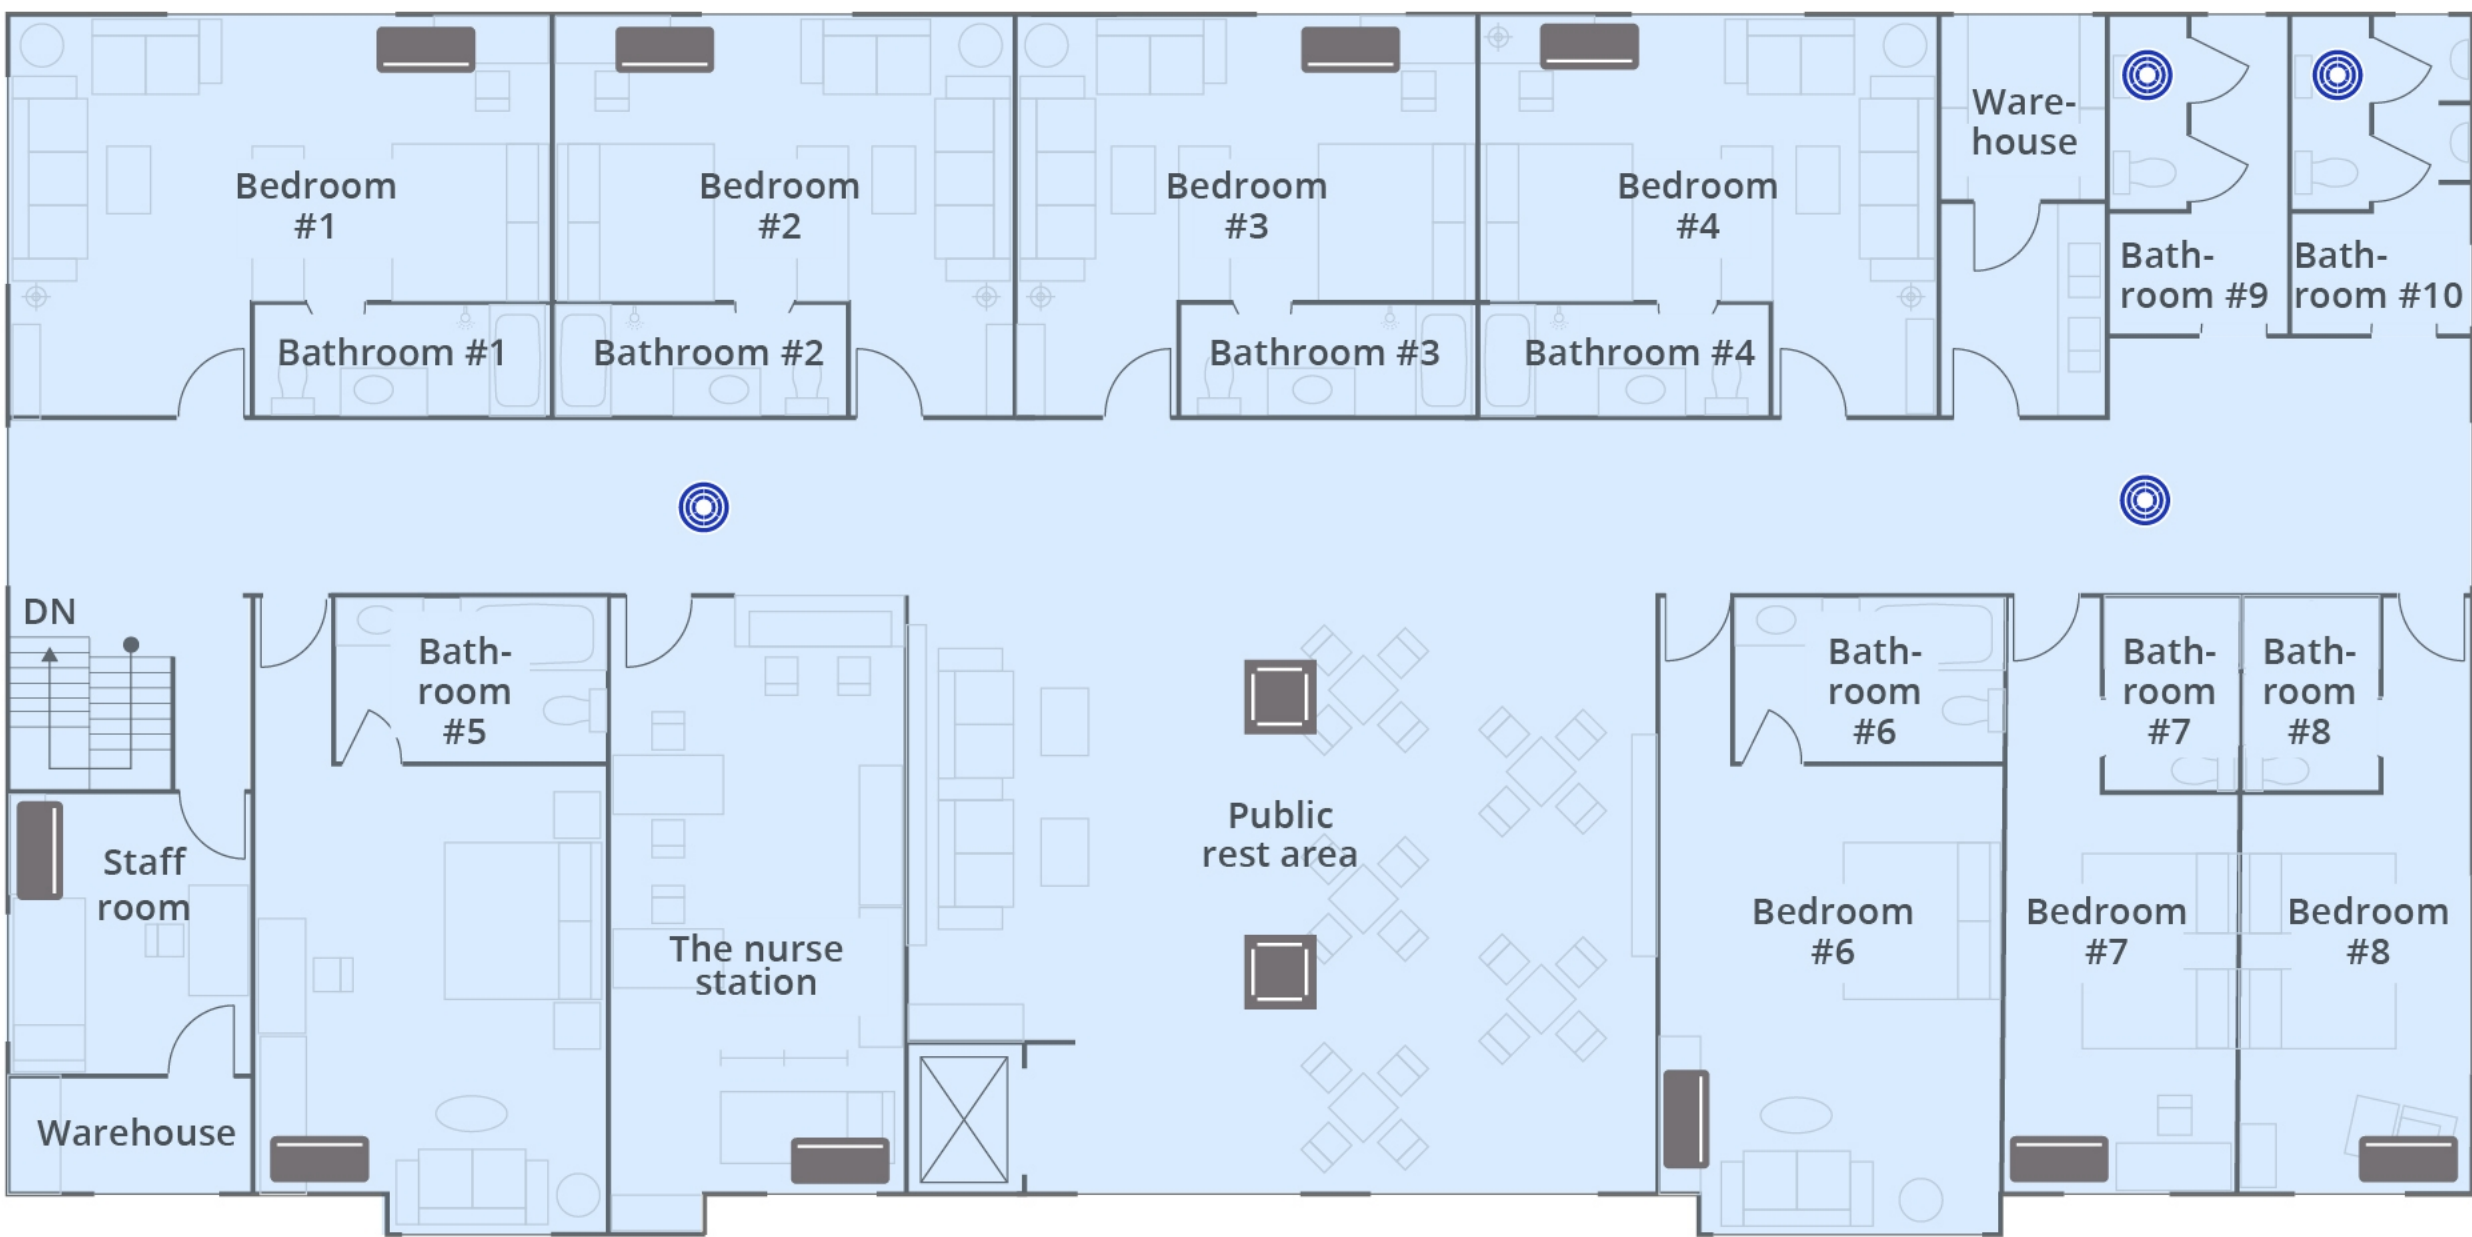 Bedroom
#1
Bedroom
#2
Bedroom
#3
Bedroom
#4
Ware-
house
Bath-
room #9
Bath-
room #10
Bathroom #1
Bathroom #2
Bathroom #3
Bathroom #4
DN
Bath-
room
#5
Bath-
room
#6
Bath-
room
#7
Bath-
room
#8
Staff
room
The nurse
station
Public
rest area
Bedroom
#6
Bedroom
#7
Bedroom
#8
Warehouse